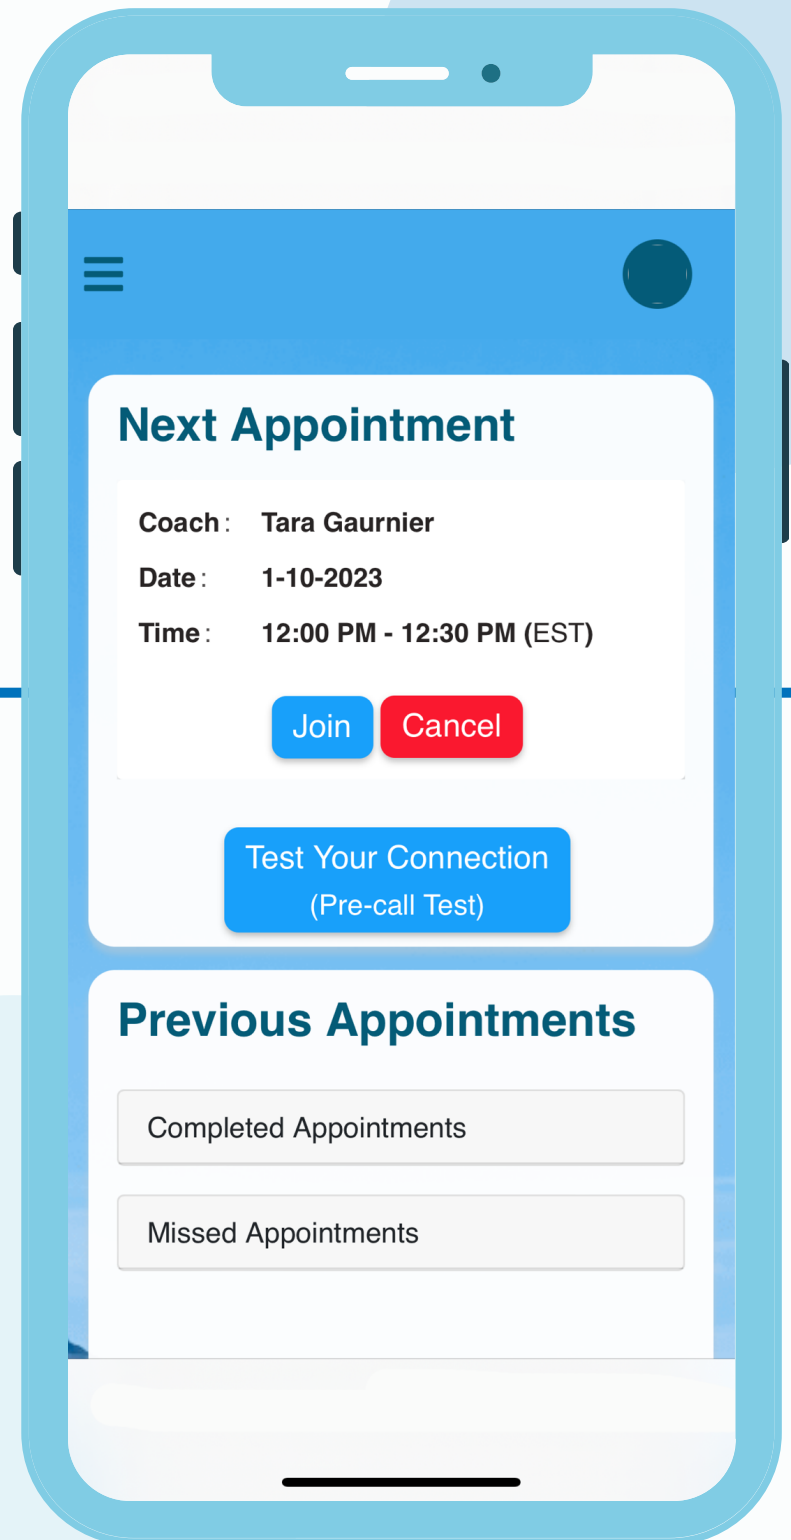 Next Appointment
Coach: Tara Gaurnier
Date: 1-10-2023
Time: 12:00 PM - 12:30 PM (EST)
Join Cancel
Test Your Connection
(Pre-call Test)
Previous Appointments
Completed Appointments
Missed Appointments